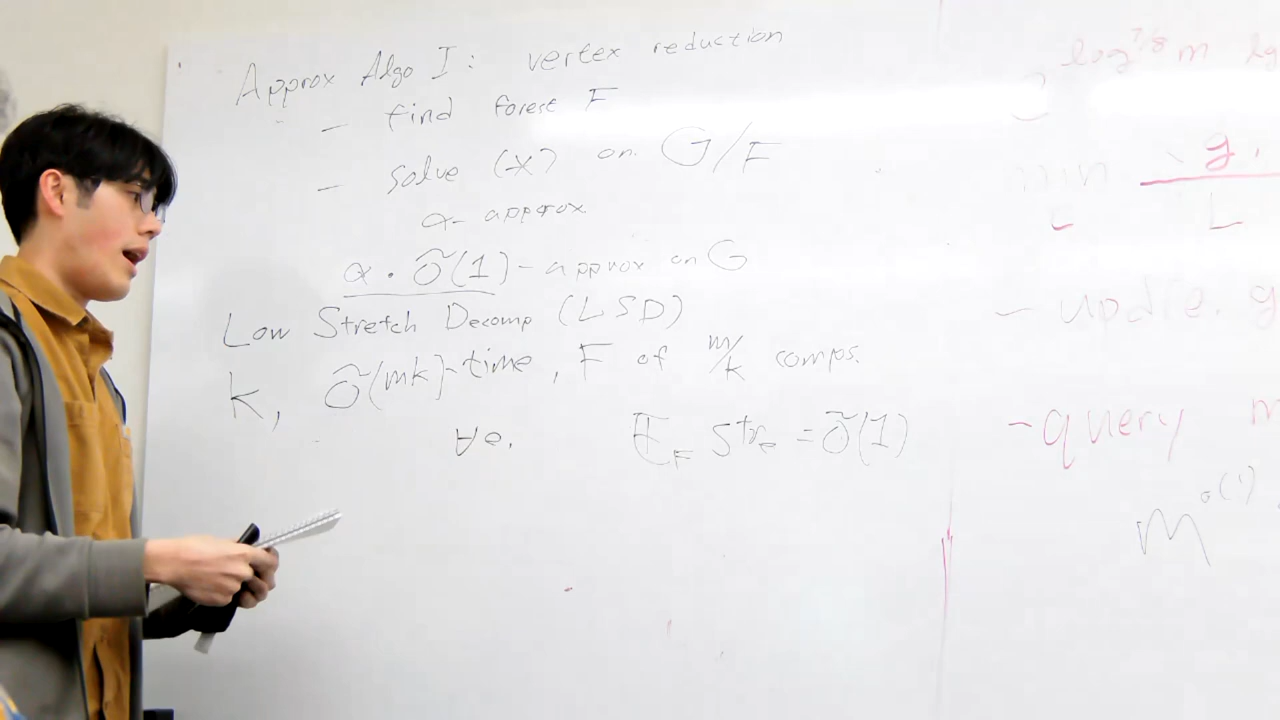 Approx Algo I: vertex reduction
- find forest F
- solve (x) on G/F
α-approx
α · Õ(1)-approx on G
Low Stretch Decomp (LSD)
k, Õ(mk)-time, F of m/k comps.
∀e, 𝔼_F str_e = Õ(1)
log^{7/8} m
min g.
c L
- update. g
- query m
m^{o(1)}